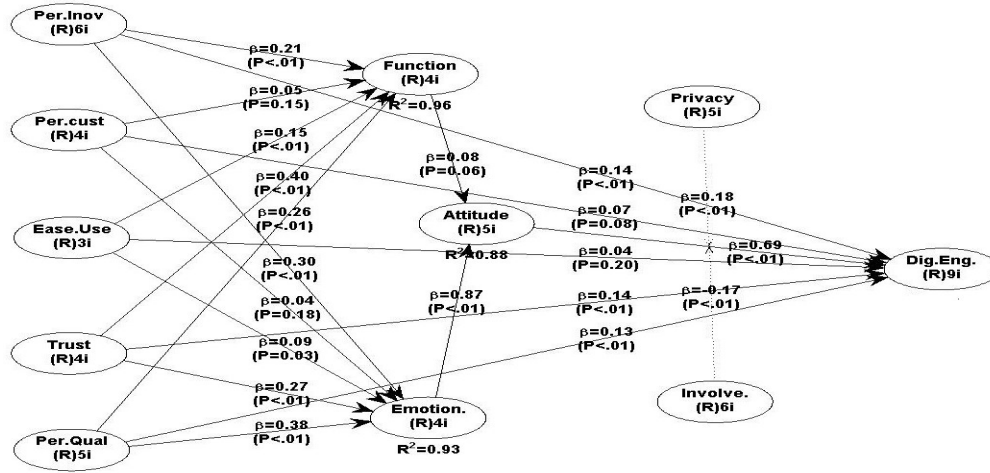 Per.Inov
(R)6i
β=0.21
(P<.01)
Function
(R)4i
R²=0.96
β=0.05
(P=0.15)
Privacy
(R)5i
Per.cust
(R)4i
β=0.15
(P<.01)
β=0.08
(P=0.06)
β=0.40
(P<.01)
β=0.14
(P<.01)
β=0.18
(P<.01)
β=0.26
(P<.01)
Attitude
(R)5i
R²=0.88
β=0.07
(P=0.08)
Ease.Use
(R)3i
β=0.69
(P<.01)
β=0.04
(P=0.20)
Dig.Eng.
(R)9i
β=0.30
(P<.01)
β=0.87
(P<.01)
β=0.14
(P<.01)
β=-0.17
(P<.01)
β=0.04
(P=0.18)
β=0.13
(P<.01)
Trust
(R)4i
β=0.09
(P=0.03)
β=0.27
(P<.01)
Involve.
(R)6i
Emotion.
(R)4i
R²=0.93
β=0.38
(P<.01)
Per.Qual
(R)5i